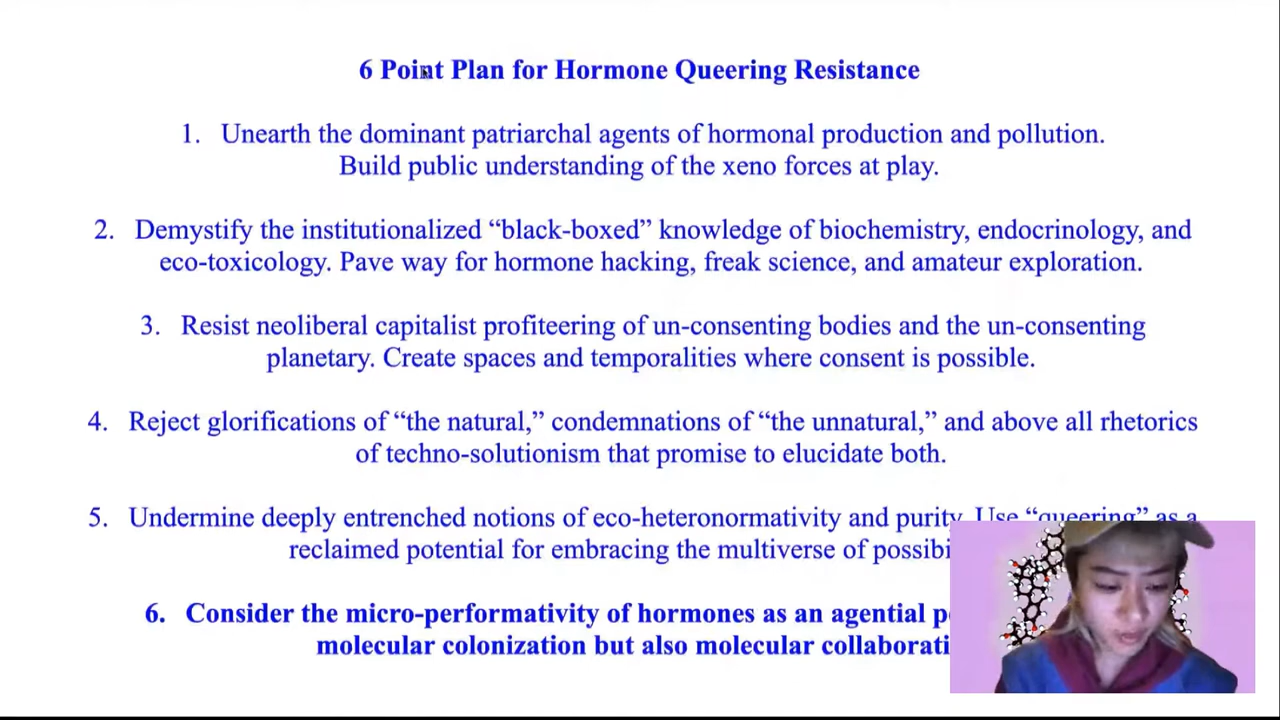 6 Point Plan for Hormone Queering Resistance
1. Unearth the dominant patriarchal agents of hormonal production and pollution.
Build public understanding of the xeno forces at play.
2. Demystify the institutionalized “black-boxed” knowledge of biochemistry, endocrinology, and
eco-toxicology. Pave way for hormone hacking, freak science, and amateur exploration.
3. Resist neoliberal capitalist profiteering of un-consenting bodies and the un-consenting
planetary. Create spaces and temporalities where consent is possible.
4. Reject glorifications of “the natural,” condemnations of “the unnatural,” and above all rhetorics
of techno-solutionism that promise to elucidate both.
5. Undermine deeply entrenched notions of eco-heteronormativity and purity. Use “queering” as a
reclaimed potential for embracing the multiverse of
6. Consider the micro-performativity of hormones as an agential
molecular colonization but also molecular